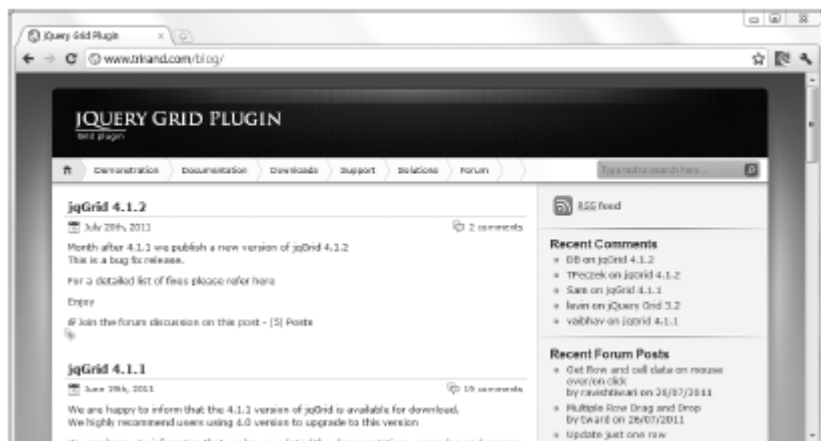 jQuery Grid Plugin
www.trirand.com/blog/
JQUERY GRID PLUGIN
Grid plugin
Demonstration Documentation Downloads Support Solutions Forum Type text to search here...
jqGrid 4.1.2
July 20th, 2011 2 comments
Month after 4.1.1 we publish a new version of jqGrid 4.1.2
This is a bug fix release.
For a detailed list of fixes please refer here
Enjoy
Join the forum discussion on this post - (5) Posts
jqGrid 4.1.1
June 19th, 2011 19 comments
We are happy to inform that the 4.1.1 version of jqGrid is available for download.
We highly recommend users using 4.0 version to upgrade to this version
RSS feed
Recent Comments
OB on jqGrid 4.1.2
TPeczek on jqGrid 4.1.2
Sam on jqGrid 4.1.1
kevin on jQuery Grid 3.2
vaibhav on jqGrid 4.1.1
Recent Forum Posts
Get Row and cell data on mouse
over/on click
by ravishtiwari on 26/07/2011
Multiple Row Drag and Drop
by tward on 26/07/2011
Update just one row